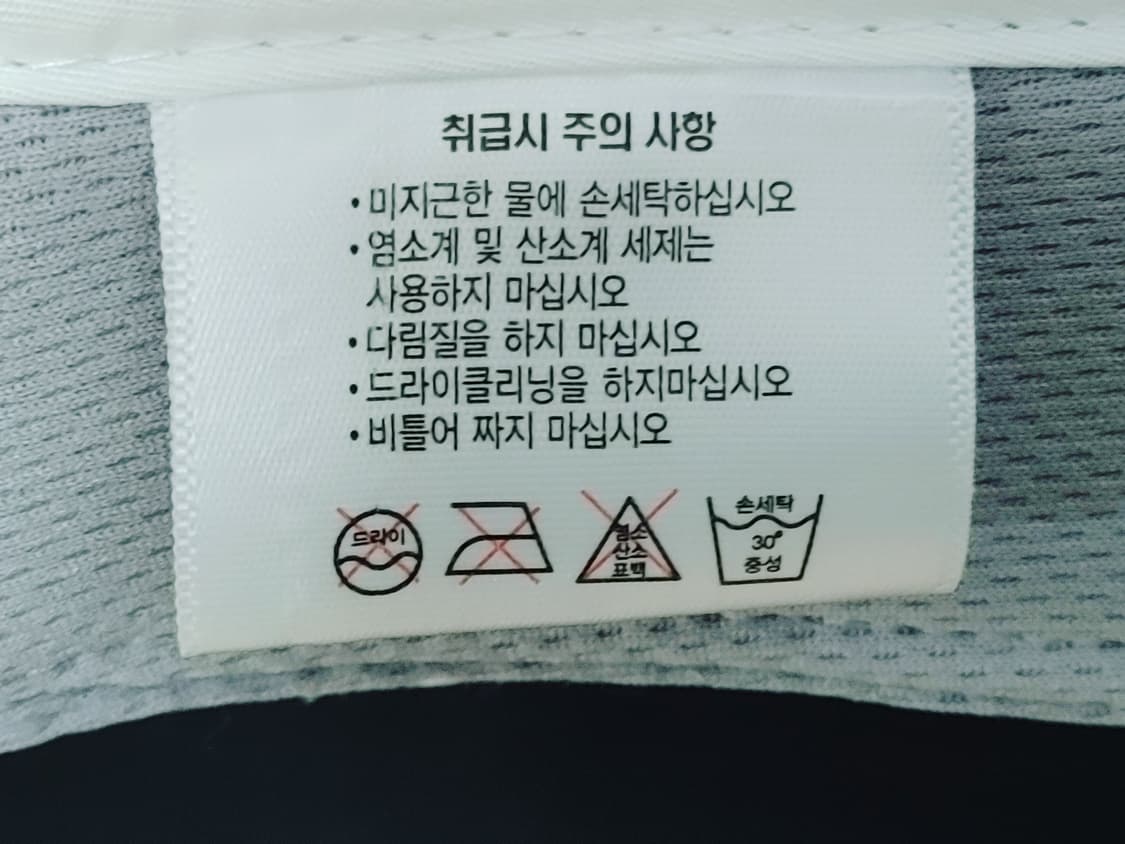 취급시 주의 사항
• 미지근한 물에 손세탁하십시오
• 염소계 및 산소계 세제는
사용하지 마십시오
• 다림질을 하지 마십시오
• 드라이클리닝을 하지마십시오
• 비틀어 짜지 마십시오
드라이
염소
산소
표백
손세탁
30°
중성